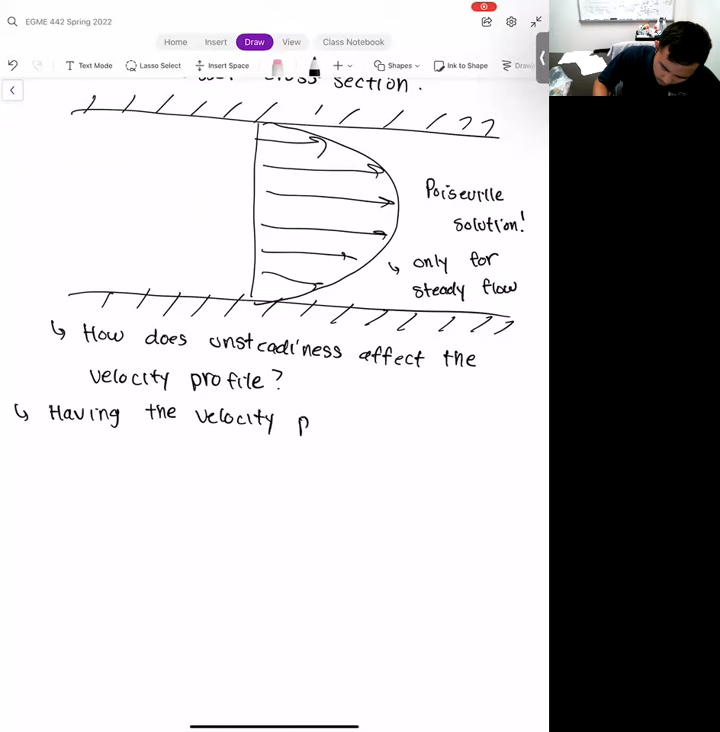 EGME 442 Spring 2022
Home Insert Draw View Class Notebook
Text Mode Lasso Select Insert Space Shapes Ink to Shape
section.
Poiseuille
solution!
↳ only for
steady flow
↳ How does unsteadiness affect the
velocity profile?
↳ Having the velocity p